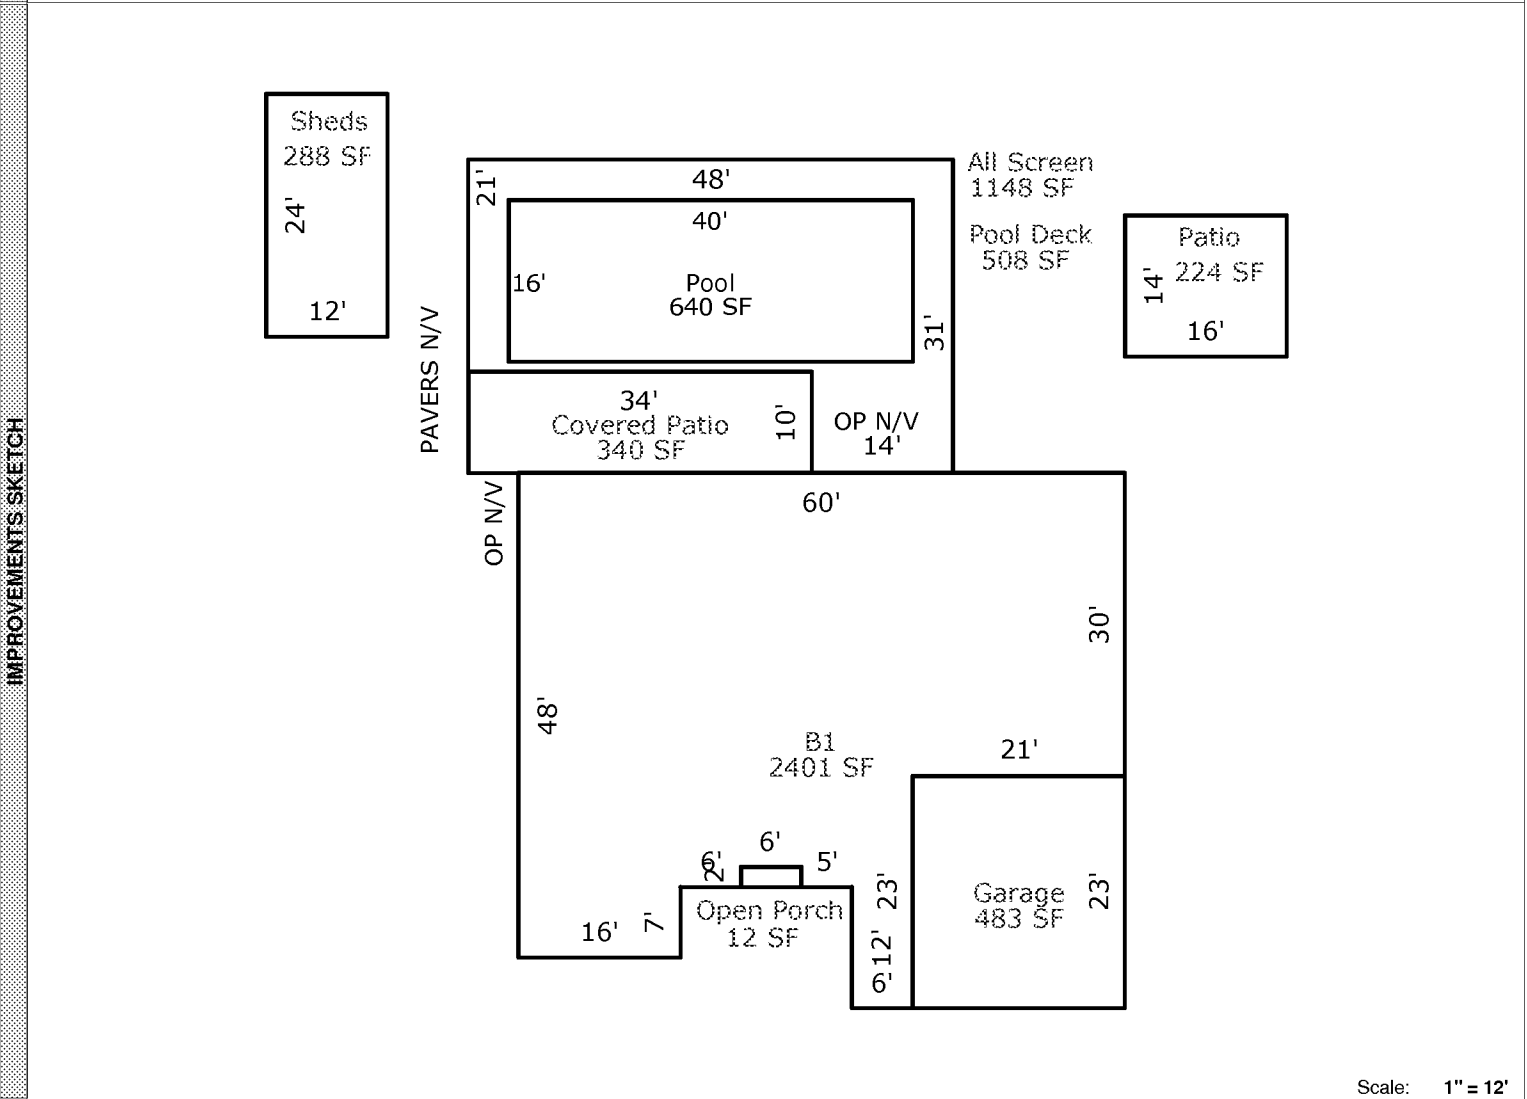 IMPROVEMENTS SKETCH
Sheds
288 SF
24'
12'
PAVERS N/V
21'
48'
40'
16'
Pool
640 SF
31'
All Screen
1148 SF
Pool Deck
508 SF
Patio
224 SF
14'
16'
34'
Covered Patio
340 SF
10'
OP N/V
14'
OP N/V
60'
30'
48'
B1
2401 SF
21'
6'
6'
2'
5'
Open Porch
12 SF
16'
7'
23'
12'
6'
Garage
483 SF
23'
Scale: 1" = 12'